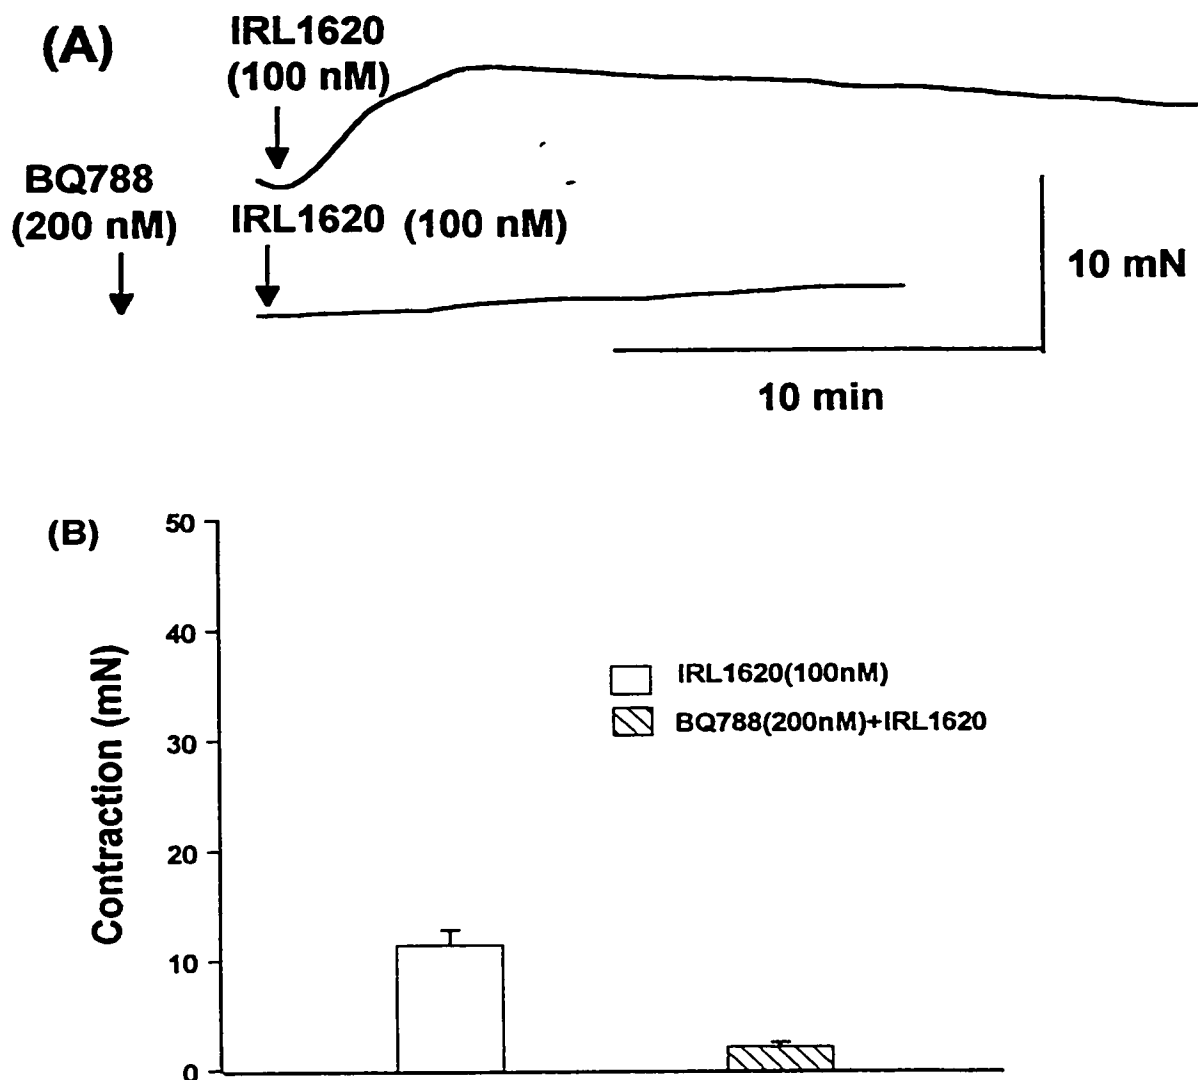 (A)
IRL1620
(100 nM)
BQ788
(200 nM)
IRL1620 (100 nM)
10 mN
10 min
(B)
50
40
30
20
10
0
Contraction (mN)
IRL1620(100nM)
BQ788(200nM)+IRL1620